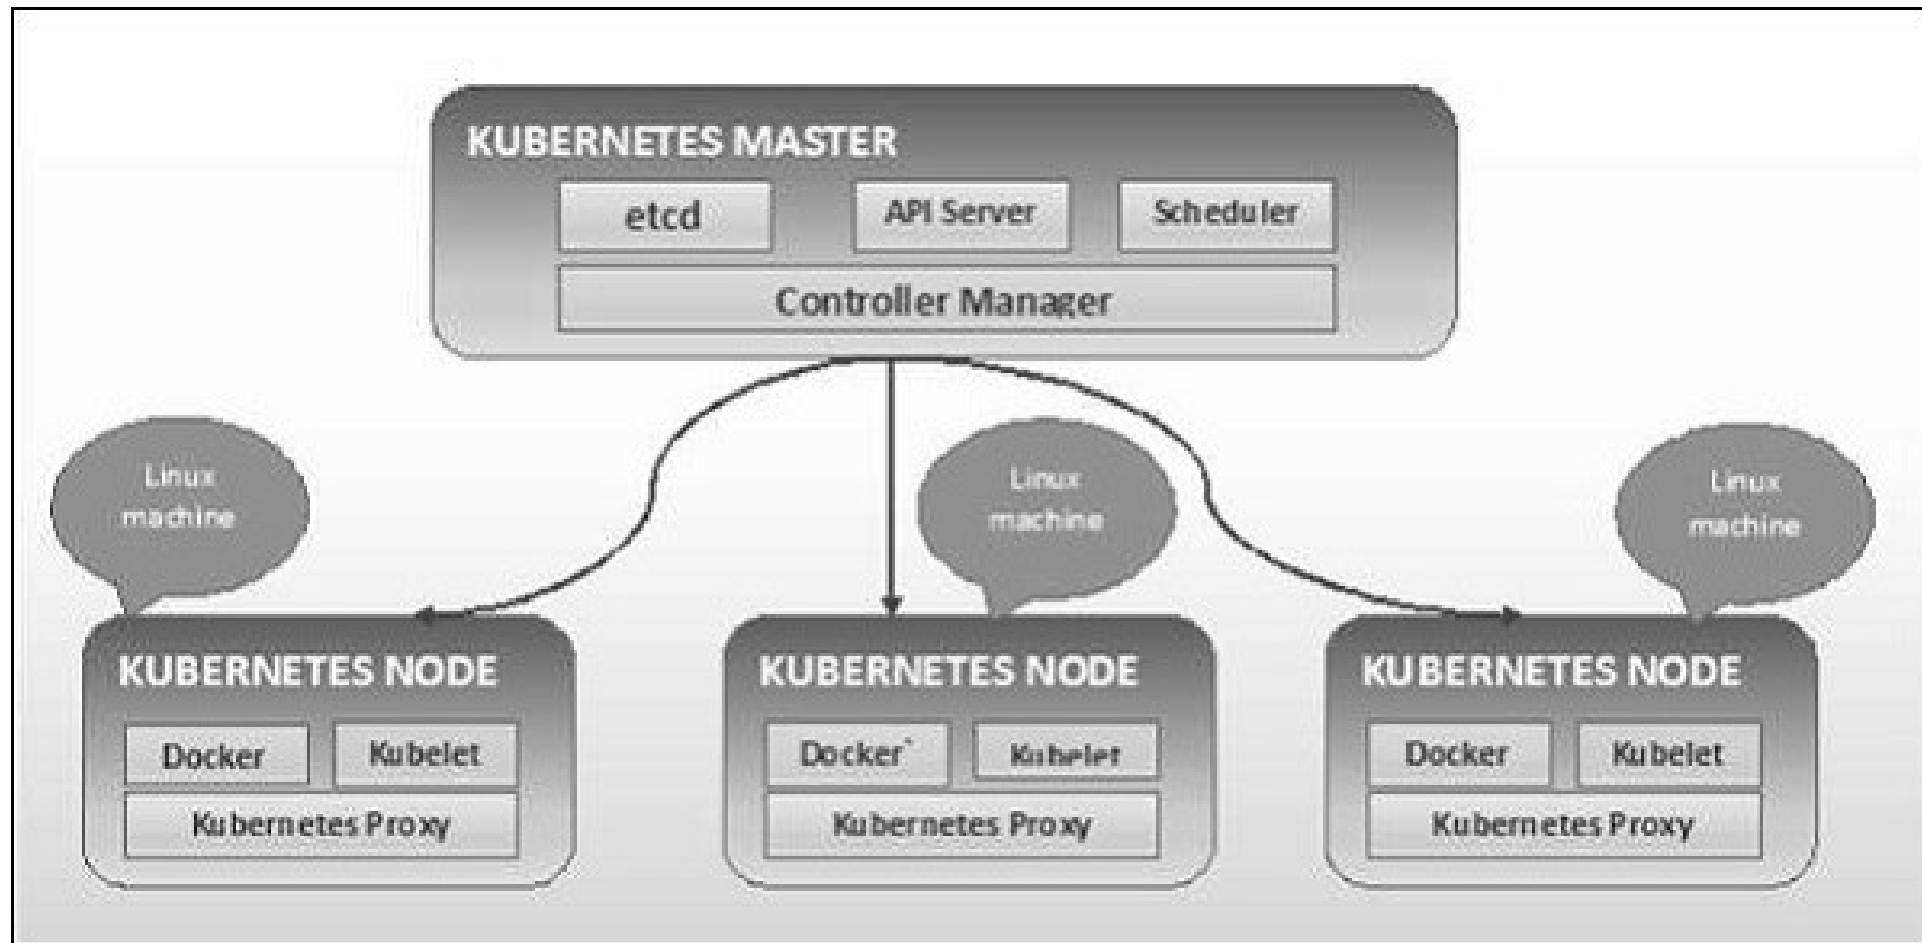 KUBERNETES MASTER
etcd
API Server
Scheduler
Controller Manager
Linux
machine
Linux
machine
Linux
machine
KUBERNETES NODE
Docker
Kubelet
Kubernetes Proxy
KUBERNETES NODE
Docker`
Kubelet
Kubernetes Proxy
KUBERNETES NODE
Docker
Kubelet
Kubernetes Proxy